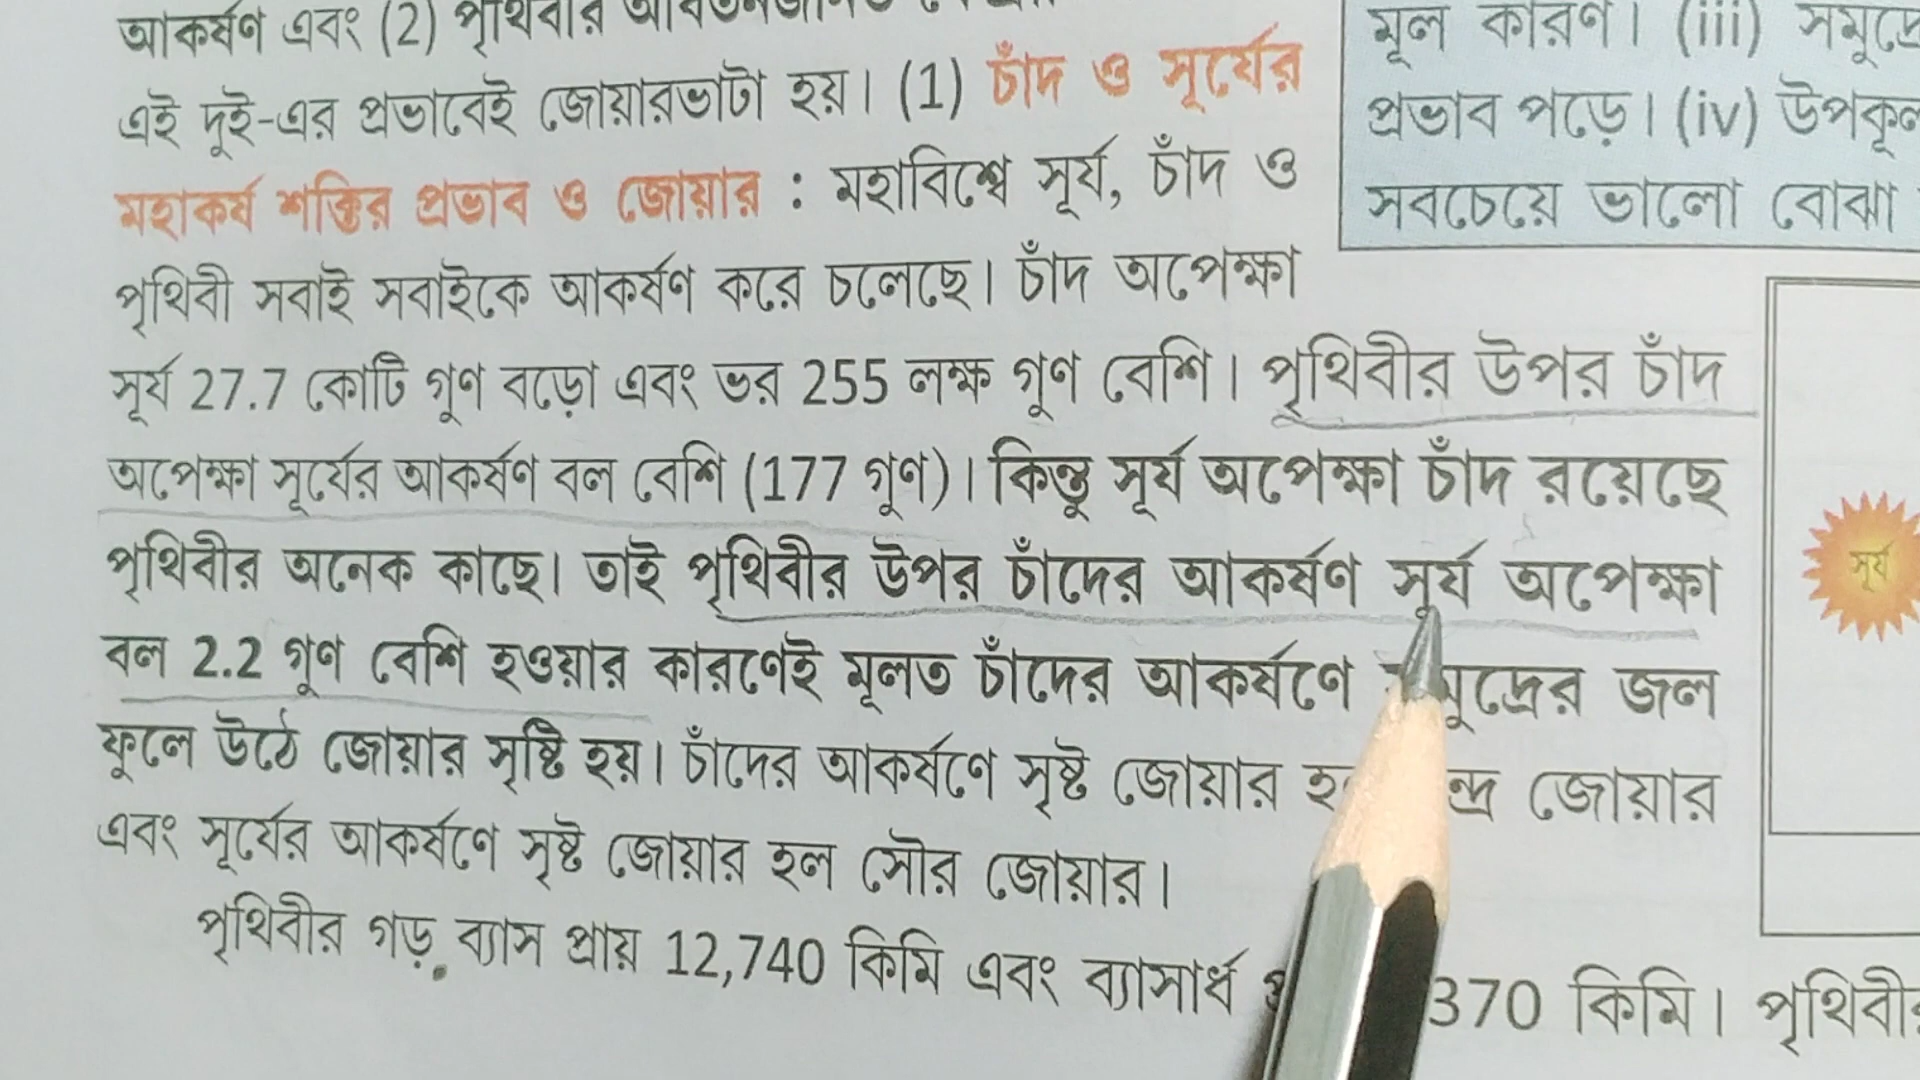 আকর্ষণ এবং (2) পৃথিবীর
এই দুই-এর প্রভাবেই জোয়ারভাটা হয়। (1) চাঁদ ও সূর্যের
মহাকর্ষ শক্তির প্রভাব ও জোয়ার : মহাবিশ্বে সূর্য, চাঁদ ও
পৃথিবী সবাই সবাইকে আকর্ষণ করে চলেছে। চাঁদ অপেক্ষা
সূর্য 27.7 কোটি গুণ বড়ো এবং ভর 255 লক্ষ গুণ বেশি। পৃথিবীর উপর চাঁদ
অপেক্ষা সূর্যের আকর্ষণ বল বেশি (177 গুণ)। কিন্তু সূর্য অপেক্ষা চাঁদ রয়েছে
পৃথিবীর অনেক কাছে। তাই পৃথিবীর উপর চাঁদের আকর্ষণ সূর্য অপেক্ষা
বল 2.2 গুণ বেশি হওয়ার কারণেই মূলত চাঁদের আকর্ষণে জল
ফুলে উঠে জোয়ার সৃষ্টি হয়। চাঁদের আকর্ষণে সৃষ্ট জোয়ার জোয়ার
এবং সূর্যের আকর্ষণে সৃষ্ট জোয়ার হল সৌর জোয়ার।
পৃথিবীর গড় ব্যাস প্রায় 12,740 কিমি এবং ব্যাসার্ধ 370 কিমি। পৃথিবীর
মূল কারণ। (iii)
প্রভাব পড়ে। (iv)
সবচেয়ে ভালো বোঝা
সূর্য